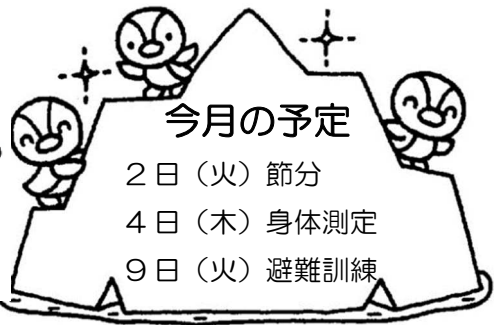 今月の予定
２日（火）節分
４日（木）身体測定
９日（火）避難訓練